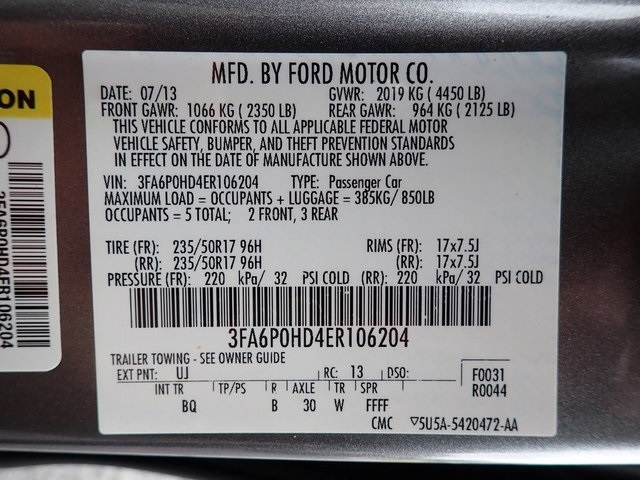 MFD. BY FORD MOTOR CO.
DATE: 07/13 GVWR: 2019 KG ( 4450 LB)
FRONT GAWR: 1066 KG ( 2350 LB) REAR GAWR: 964 KG ( 2125 LB)
THIS VEHICLE CONFORMS TO ALL APPLICABLE FEDERAL MOTOR
VEHICLE SAFETY, BUMPER, AND THEFT PREVENTION STANDARDS
IN EFFECT ON THE DATE OF MANUFACTURE SHOWN ABOVE.
VIN: 3FA6P0HD4ER106204 TYPE: Passenger Car
MAXIMUM LOAD = OCCUPANTS + LUGGAGE = 385KG/ 850LB
OCCUPANTS = 5 TOTAL; 2 FRONT, 3 REAR
TIRE (FR): 235/50R17 96H RIMS (FR): 17x7.5J
(RR): 235/50R17 96H (RR): 17x7.5J
PRESSURE (FR): 220 kPa/ 32 PSI COLD (RR): 220 kPa/ 32 PSI COLD
3FA6P0HD4ER106204
TRAILER TOWING - SEE OWNER GUIDE
EXT PNT: UJ RC: 13 DSO: F0031
INT TR TP/PS R AXLE TR SPR R0044
BQ B 30 W FFFF
CMC ▽5U5A-5420472-AA
ON
3FA6P0HD4ER106204